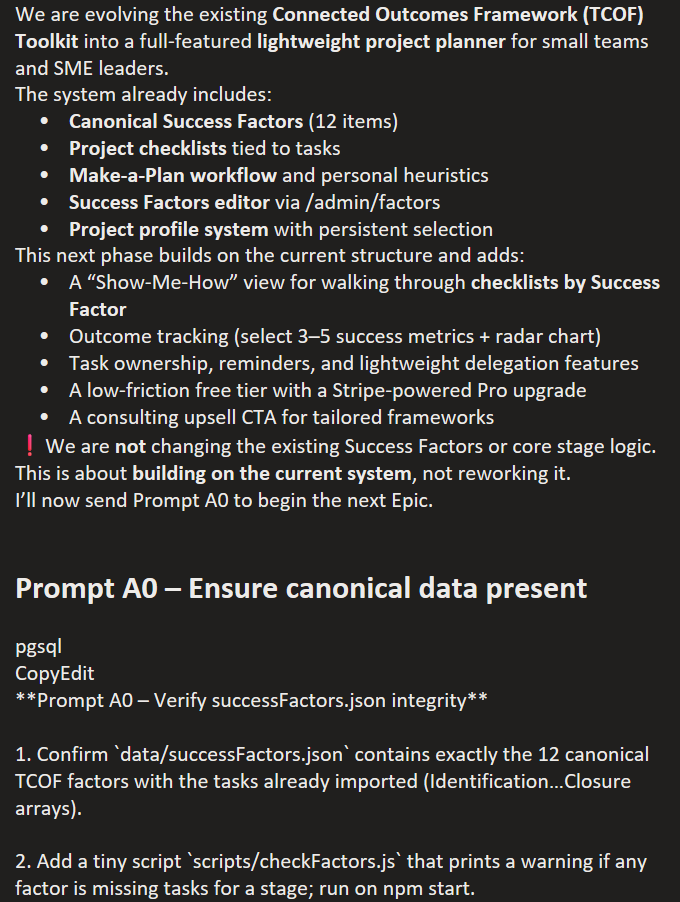 We are evolving the existing Connected Outcomes Framework (TCOF)
Toolkit into a full-featured lightweight project planner for small teams
and SME leaders.
The system already includes:
• Canonical Success Factors (12 items)
• Project checklists tied to tasks
• Make-a-Plan workflow and personal heuristics
• Success Factors editor via /admin/factors
• Project profile system with persistent selection
This next phase builds on the current structure and adds:
• A “Show-Me-How” view for walking through checklists by Success
Factor
• Outcome tracking (select 3–5 success metrics + radar chart)
• Task ownership, reminders, and lightweight delegation features
• A low-friction free tier with a Stripe-powered Pro upgrade
• A consulting upsell CTA for tailored frameworks
❗ We are not changing the existing Success Factors or core stage logic.
This is about building on the current system, not reworking it.
I’ll now send Prompt A0 to begin the next Epic.
Prompt A0 – Ensure canonical data present
pgsql
CopyEdit
**Prompt A0 – Verify successFactors.json integrity**
1. Confirm `data/successFactors.json` contains exactly the 12 canonical
TCOF factors with the tasks already imported (Identification…Closure
arrays).
2. Add a tiny script `scripts/checkFactors.js` that prints a warning if any
factor is missing tasks for a stage; run on npm start.